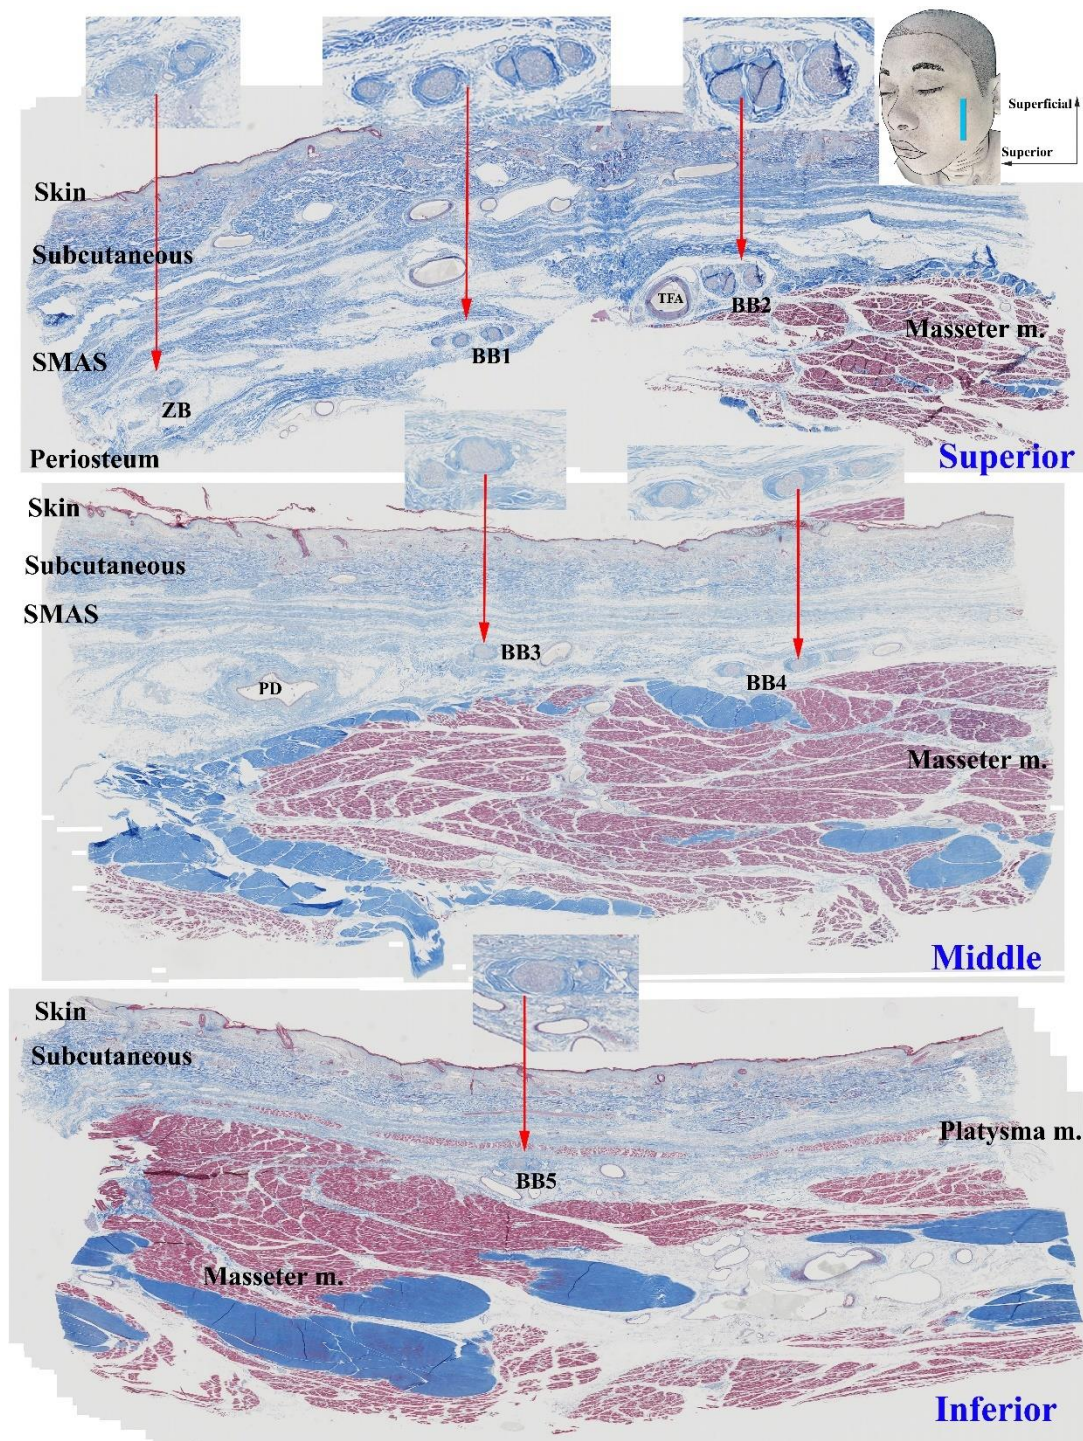 Superficial
Superior
Skin
Subcutaneous
TFA
BB2
Masseter m.
SMAS
BB1
ZB
Periosteum
Superior
Skin
Subcutaneous
SMAS
BB3
PD
BB4
Masseter m.
Middle
Skin
Subcutaneous
Platysma m.
BB5
Masseter m.
Inferior